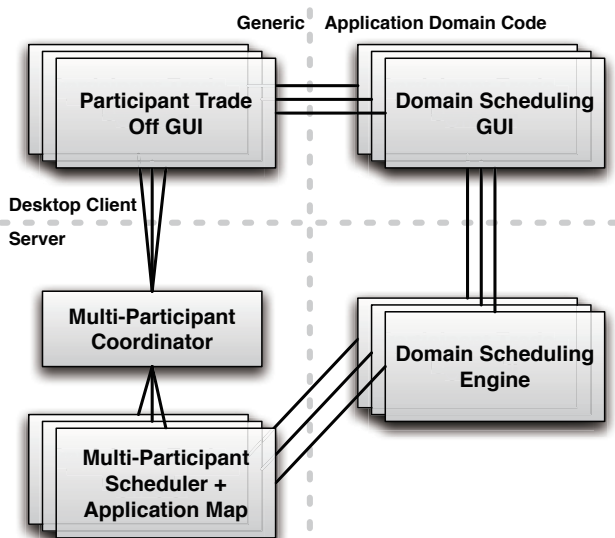 Generic
Application Domain Code
Participant Trade
Off GUI
Domain Scheduling
GUI
Desktop Client
Server
Multi-Participant
Coordinator
Domain Scheduling
Engine
Multi-Participant
Scheduler +
Application Map